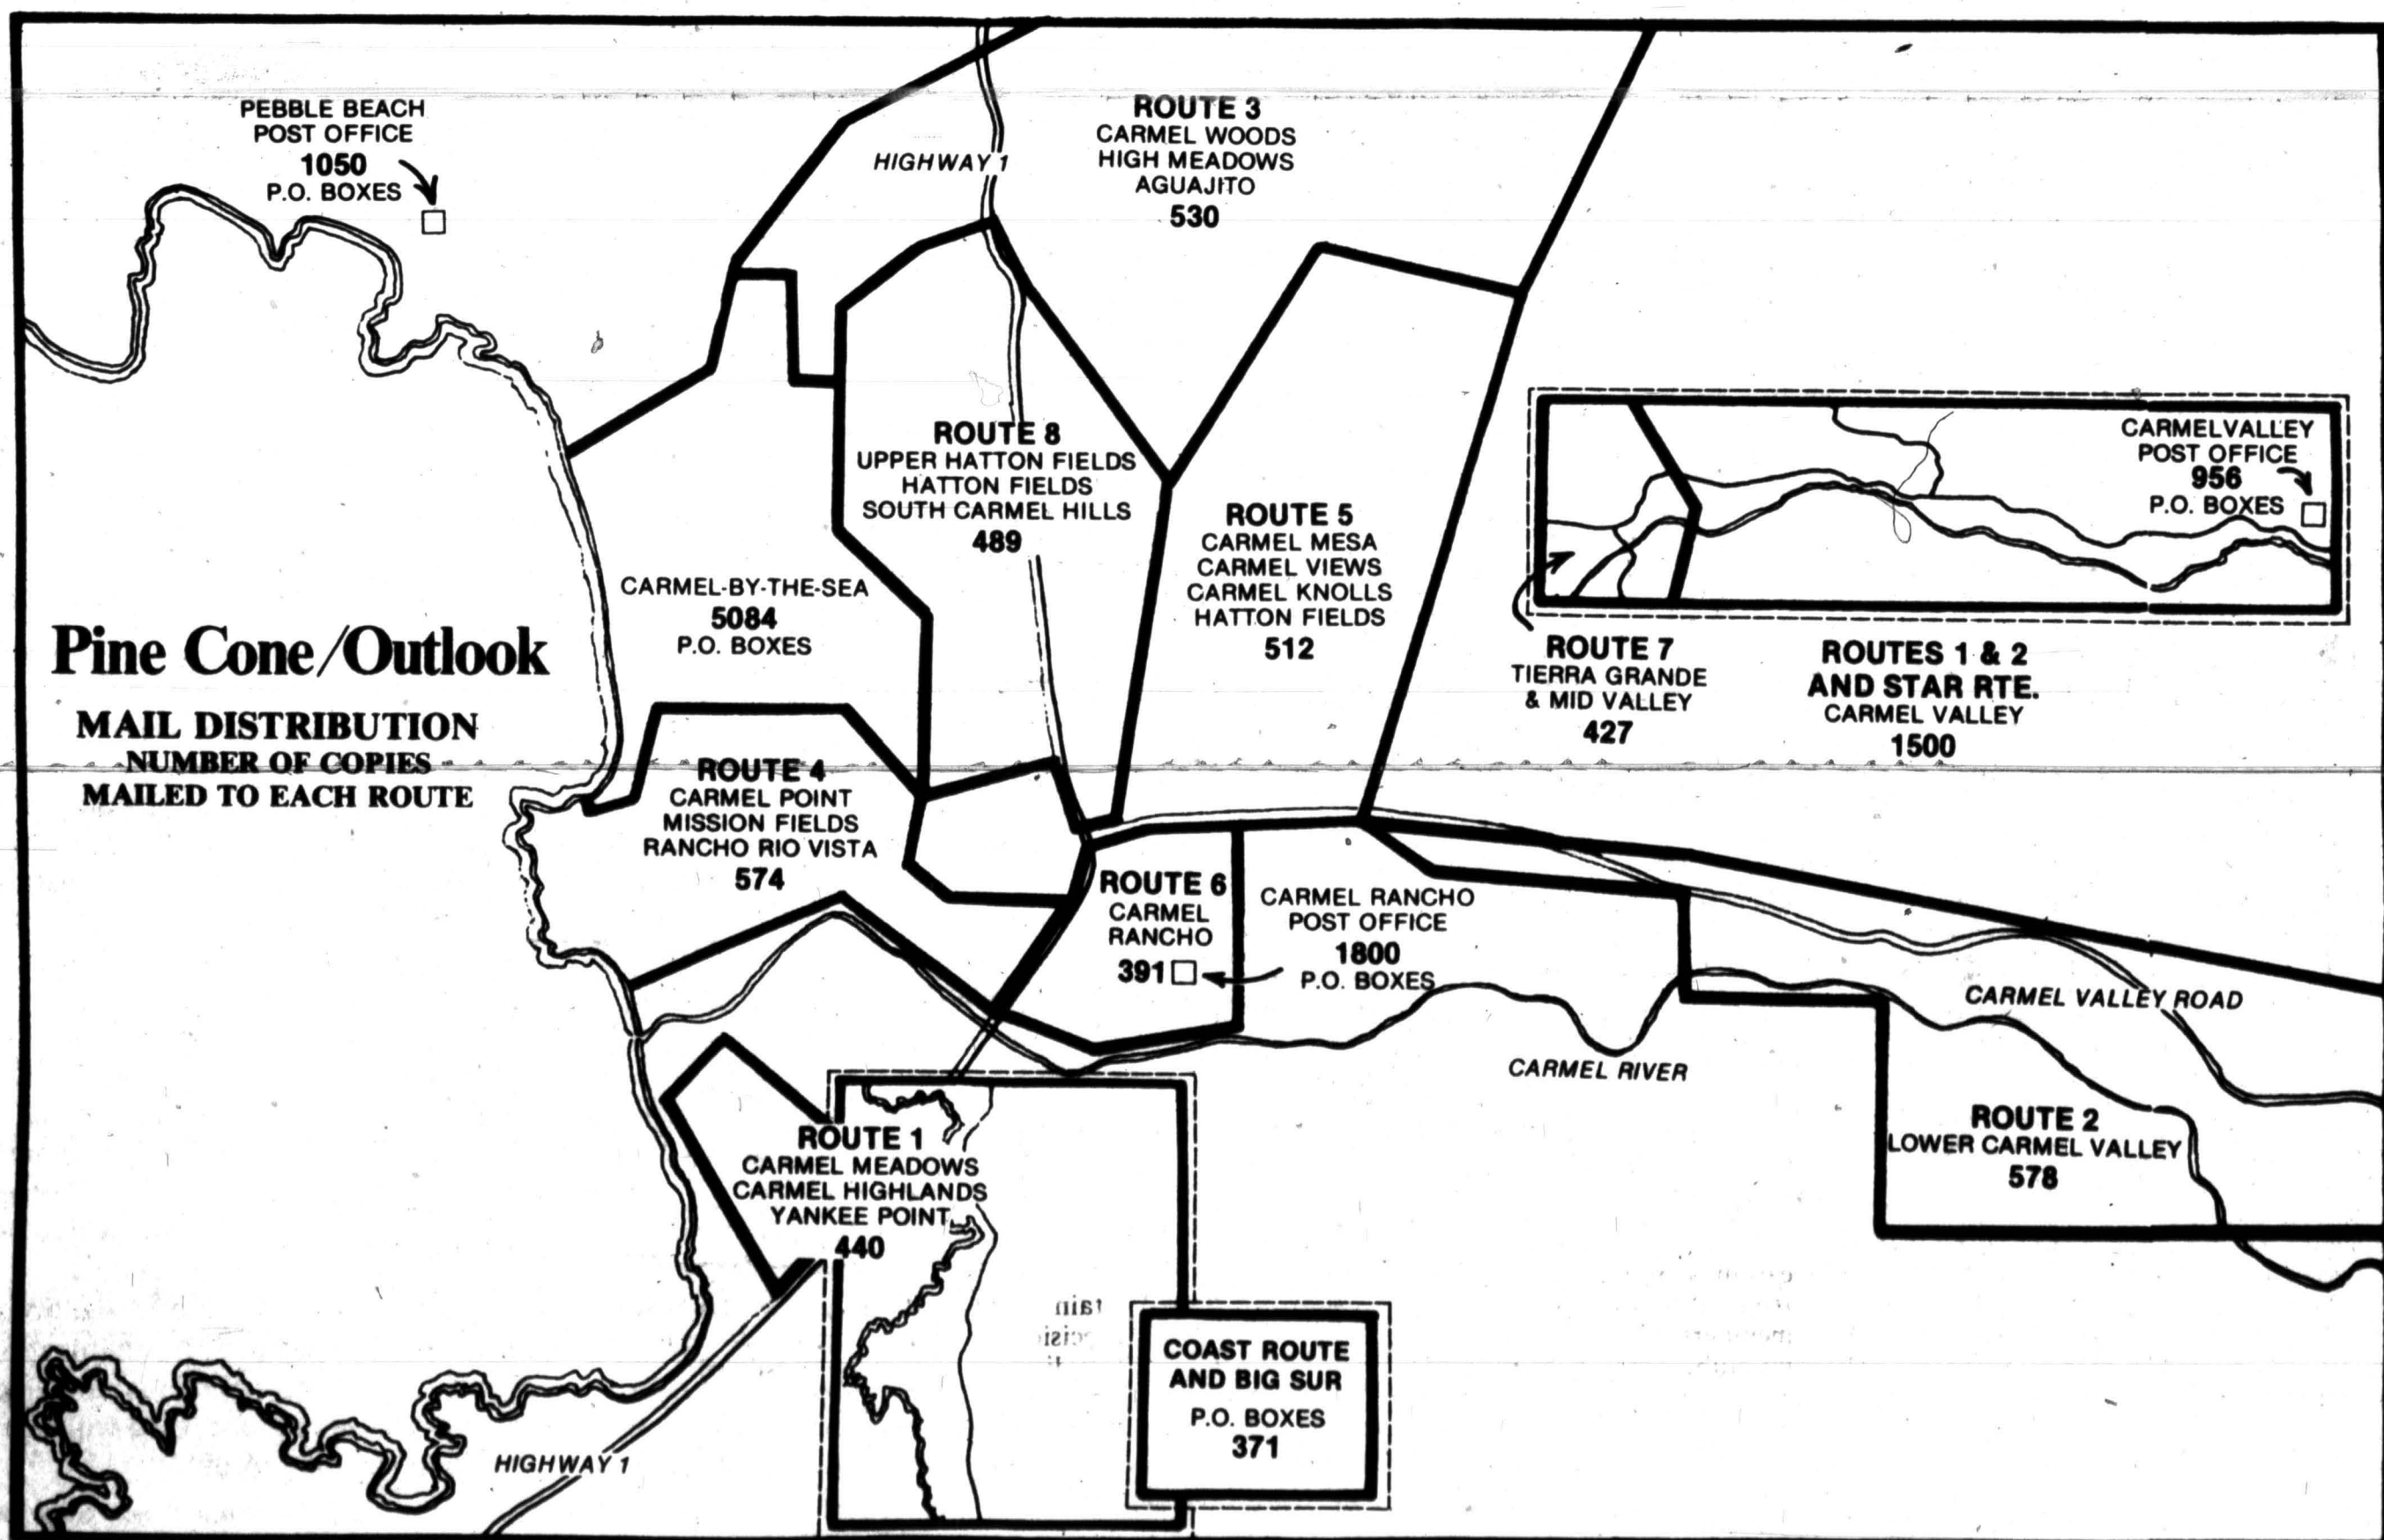 PEBBLE BEACH
POST OFFICE
1050
P.O. BOXES
HIGHWAY 1
ROUTE 3
CARMEL WOODS
HIGH MEADOWS
AGUAJITO
530
ROUTE 8
UPPER HATTON FIELDS
HATTON FIELDS
SOUTH CARMEL HILLS
489
ROUTE 5
CARMEL MESA
CARMEL VIEWS
CARMEL KNOLLS
HATTON FIELDS
512
CARMEL VALLEY
POST OFFICE
956
P.O. BOXES
ROUTE 7
TIERRA GRANDE
& MID VALLEY
427
ROUTES 1 & 2
AND STAR RTE.
CARMEL VALLEY
1500
CARMEL-BY-THE-SEA
5084
P.O. BOXES
Pine Cone/Outlook
MAIL DISTRIBUTION
NUMBER OF COPIES
MAILED TO EACH ROUTE
ROUTE 4
CARMEL POINT
MISSION FIELDS
RANCHO RIO VISTA
574
ROUTE 6
CARMEL
RANCHO
391
CARMEL RANCHO
POST OFFICE
1800
P.O. BOXES
CARMEL VALLEY ROAD
CARMEL RIVER
ROUTE 2
LOWER CARMEL VALLEY
578
ROUTE 1
CARMEL MEADOWS
CARMEL HIGHLANDS
YANKEE POINT
440
COAST ROUTE
AND BIG SUR
P.O. BOXES
371
HIGHWAY 1